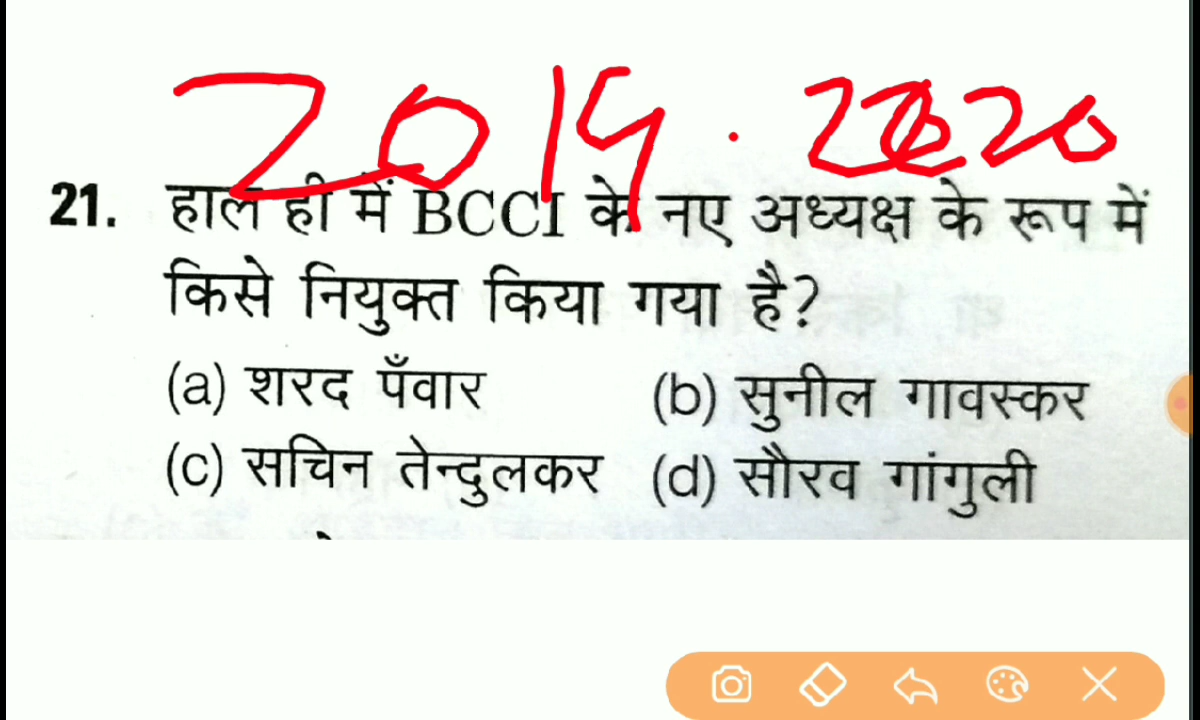 2019. 2020
21. हाल ही में BCCI के नए अध्यक्ष के रूप में
किसे नियुक्त किया गया है?
(a) शरद पँवार (b) सुनील गावस्कर
(c) सचिन तेन्दुलकर (d) सौरव गांगुली